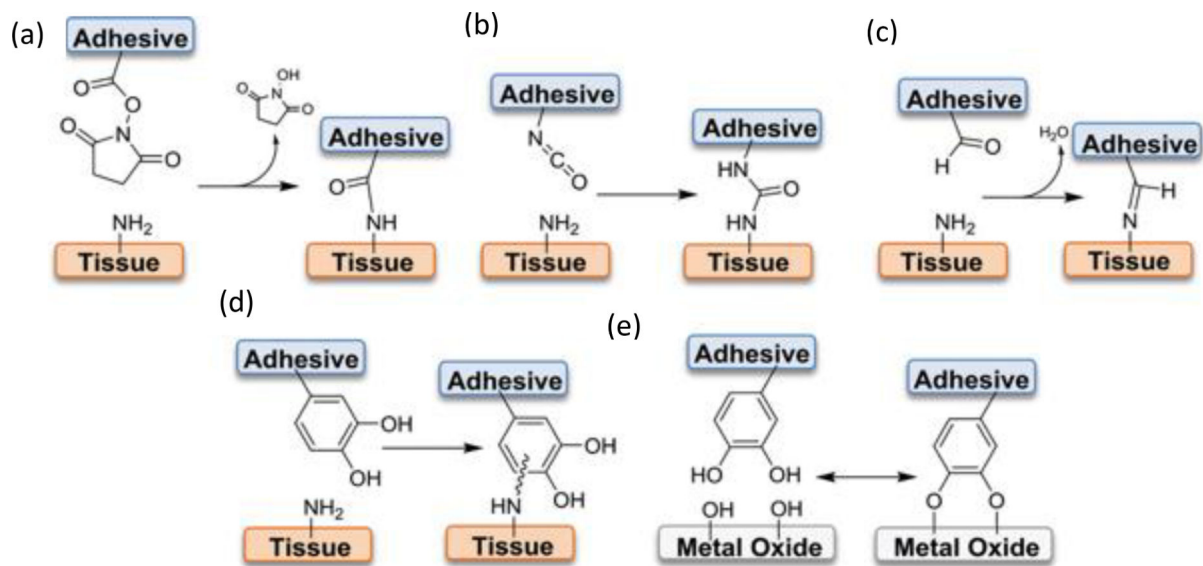 (a)
Adhesive
O
O
N
O
O
NH₂
Tissue
OH
N
O
O
Adhesive
O
NH
Tissue
(b)
Adhesive
N
C
O
NH₂
Tissue
Adhesive
HN
O
HN
Tissue
(c)
Adhesive
O
H
NH₂
Tissue
H₂O
Adhesive
H
N
Tissue
(d)
Adhesive
OH
OH
NH₂
Tissue
Adhesive
OH
OH
HN
Tissue
(e)
Adhesive
HO OH
OH OH
Metal Oxide
Adhesive
O O
Metal Oxide